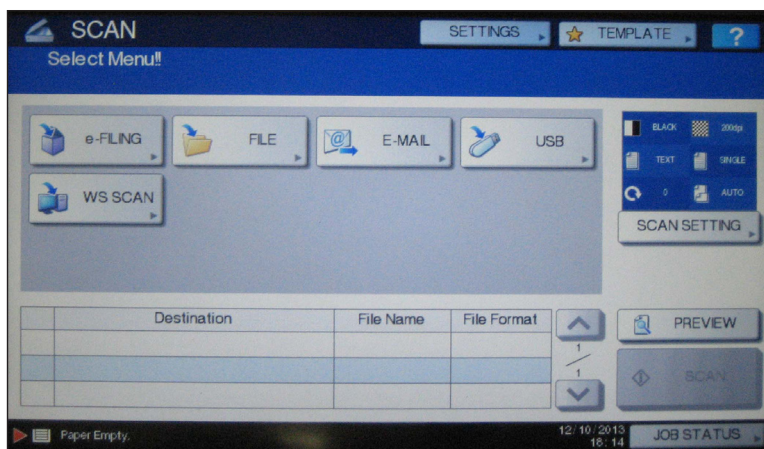 SCAN
SETTINGS
TEMPLATE
?
Select Menu!!
e-FILING
FILE
E-MAIL
USB
WS SCAN
BLACK
200dpi
TEXT
SINGLE
0
AUTO
SCAN SETTING
Destination
File Name
File Format
1
1
PREVIEW
SCAN
Paper Empty.
12/10/2013
16:14
JOB STATUS